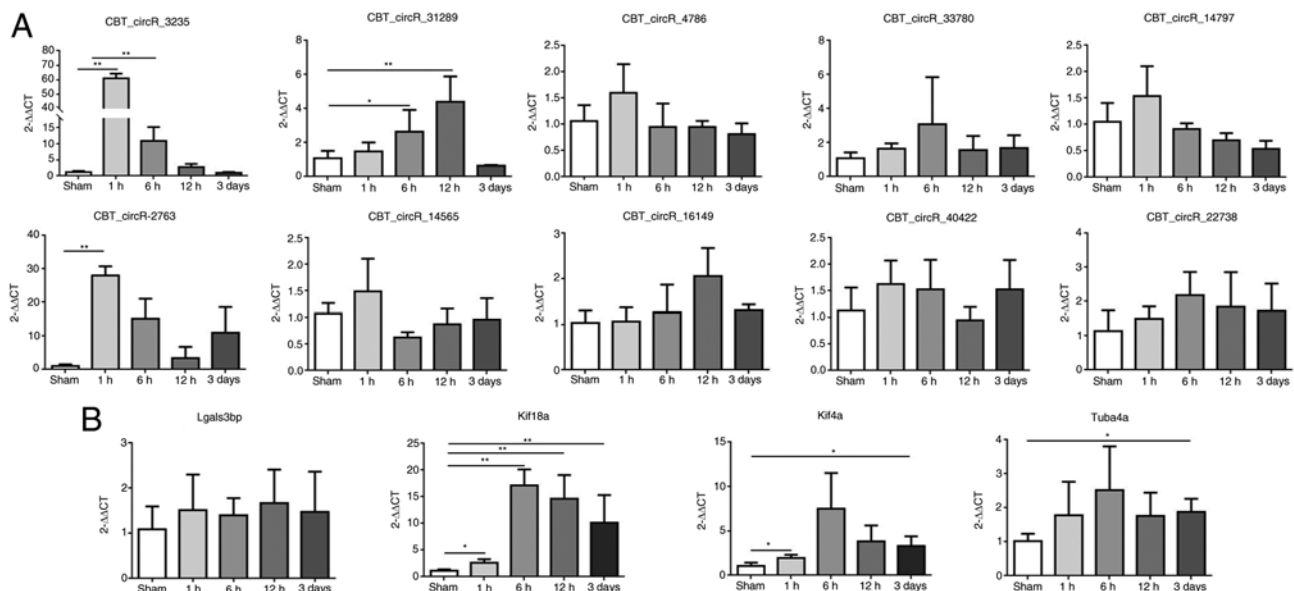 A
CBT_circR_3235
2-ΔΔCT
80
70
60
50
40
15
10
5
0
**
**
Sham 1 h 6 h 12 h 3 days
CBT_circR_31289
2-ΔΔCT
8
6
4
2
0
**
*
Sham 1 h 6 h 12 h 3 days
CBT_circR_4786
2-ΔΔCT
2.5
2.0
1.5
1.0
0.5
0
Sham 1 h 6 h 12 h 3 days
CBT_circR_33780
2-ΔΔCT
8
6
4
2
0
Sham 1 h 6 h 12 h 3 days
CBT_circR_14797
2-ΔΔCT
2.5
2.0
1.5
1.0
0.5
0
Sham 1 h 6 h 12 h 3 days
CBT_circR-2763
2-ΔΔCT
40
30
20
10
0
**
Sham 1 h 6 h 12 h 3 days
CBT_circR_14565
2-ΔΔCT
2.5
2.0
1.5
1.0
0.5
0
Sham 1 h 6 h 12 h 3 days
CBT_circR_16149
2-ΔΔCT
3
2
1
0
Sham 1 h 6 h 12 h 3 days
CBT_circR_40422
2-ΔΔCT
2.5
2.0
1.5
1.0
0.5
0
Sham 1 h 6 h 12 h 3 days
CBT_circR_22738
2-ΔΔCT
4
3
2
1
0
Sham 1 h 6 h 12 h 3 days
B
Lgals3bp
2-ΔΔCT
3
2
1
0
Sham 1 h 6 h 12 h 3 days
Kif18a
2-ΔΔCT
25
20
15
10
5
0
**
**
**
*
Sham 1 h 6 h 12 h 3 days
Kif4a
2-ΔΔCT
15
10
5
0
*
*
Sham 1 h 6 h 12 h 3 days
Tuba4a
2-ΔΔCT
5
4
3
2
1
0
*
Sham 1 h 6 h 12 h 3 days